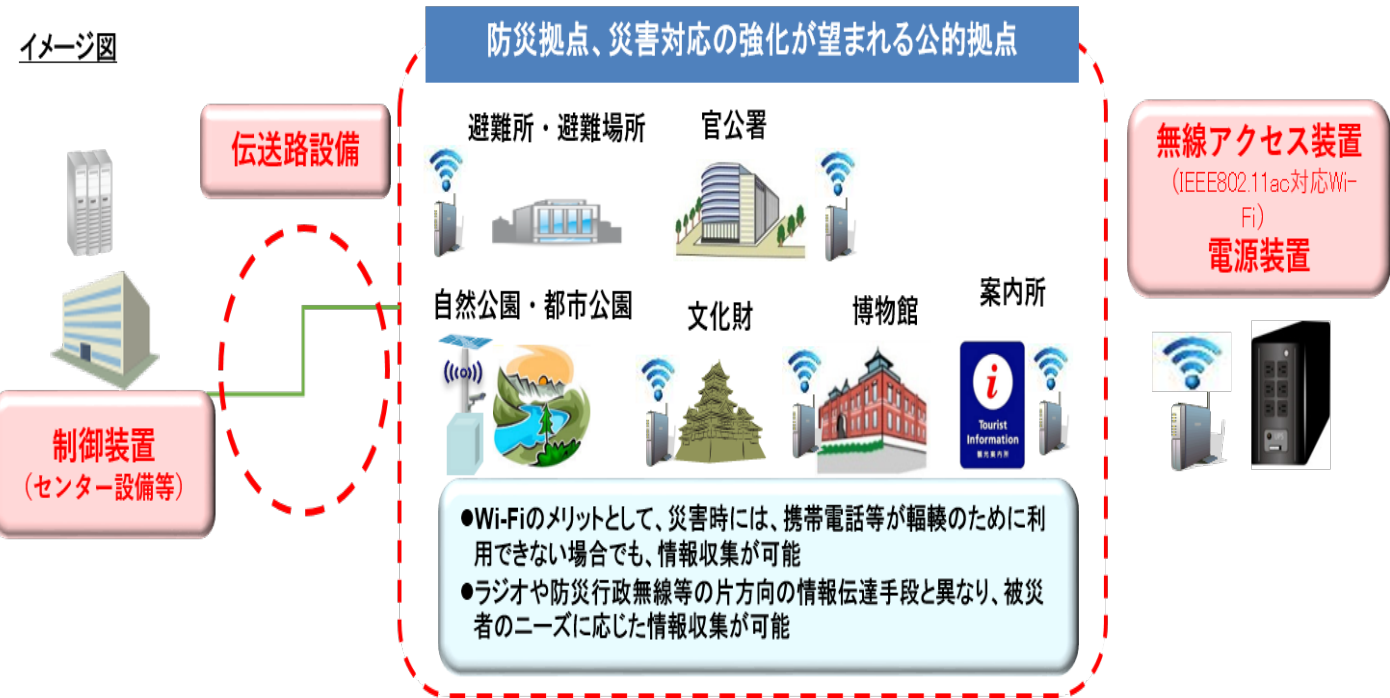 イメージ図
防災拠点、災害対応の強化が望まれる公的拠点
伝送路設備
避難所・避難場所
官公署
無線アクセス装置
(IEEE802.11ac対応Wi-
Fi)
電源装置
自然公園・都市公園
文化財
博物館
案内所
i
Tourist
Information
観光案内所
制御装置
(センター設備等)
●Wi-Fiのメリットとして、災害時には、携帯電話等が輻輳のために利
用できない場合でも、情報収集が可能
●ラジオや防災行政無線等の片方向の情報伝達手段と異なり、被災
者のニーズに応じた情報収集が可能